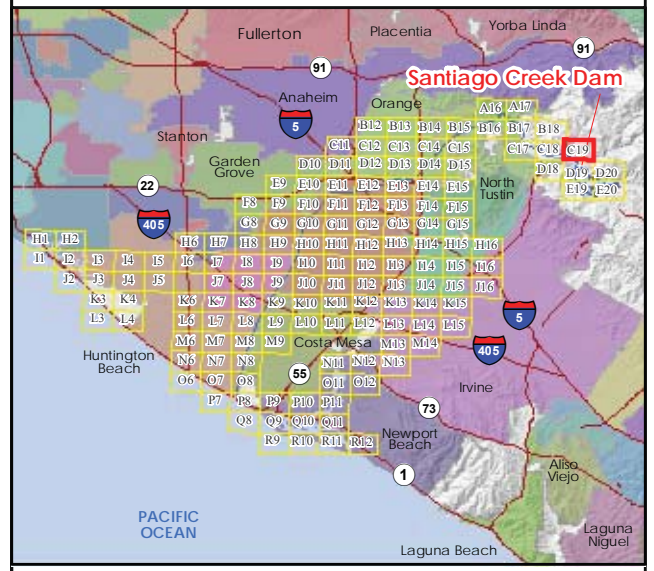 Fullerton
Placentia
Yorba Linda
91
91
Santiago Creek Dam
Anaheim
Orange
A16 A17
5
B12 B13 B14 B15 B16 B17 B18
Stanton
C11 C12 C13 C14 C15 C17 C18 C19
Garden
Grove
D10 D11 D12 D13 D14 D15 D18 D19 D20
22
E9 E10 E11 E12 E13 E14 E15 E19 E20
North
Tustin
405
F8 F9 F10 F11 F12 F13 F14 F15
G8 G9 G10 G11 G12 G13 G14 G15
H1 H2 H6 H7 H8 H9 H10 H11 H12 H13 H14 H15 H16
I1 I2 I3 I4 I5 I6 I7 I8 I9 I10 I11 I12 I13 I14 I15 I16
J2 J3 J4 J5 J7 J8 J9 J10 J11 J12 J13 J14 J15 J16
K3 K4 K6 K7 K8 K9 K10 K11 K12 K13 K14 K15
5
L3 L4 L6 L7 L8 L9 L10 L11 L12 L13 L14 L15
M6 M7 M8 M9 Costa Mesa M13 M14
405
Huntington
Beach
N6 N7 N8 N11 N12 N13
55
O6 O7 O8 O11 O12
Irvine
P7 P8 P9 P10 P11
73
Q8 Q9 Q10 Q11
Newport
Beach
R9 R10 R11 R12
1
Aliso
Viejo
PACIFIC
OCEAN
Laguna
Niguel
Laguna Beach